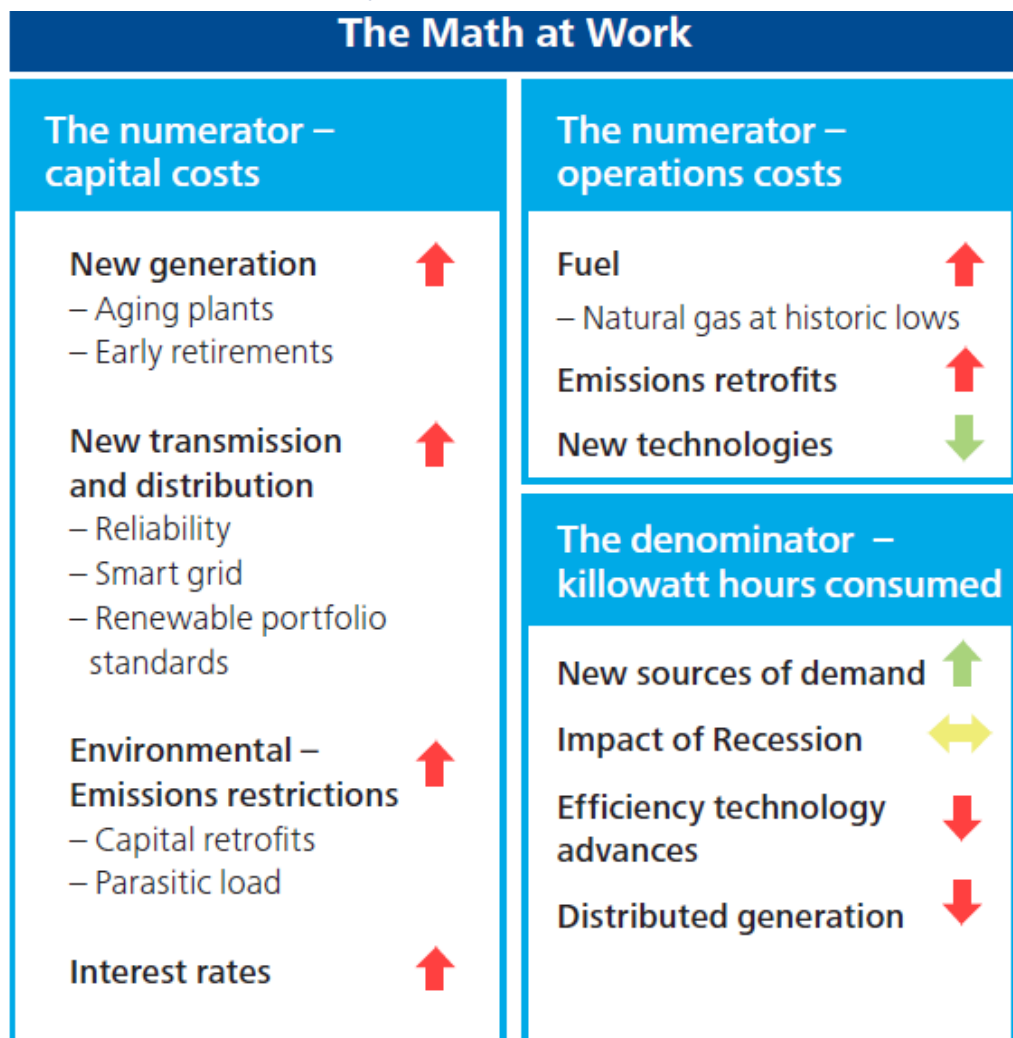 The Math at Work
The numerator –
capital costs
New generation
– Aging plants
– Early retirements
New transmission
and distribution
– Reliability
– Smart grid
– Renewable portfolio
standards
Environmental –
Emissions restrictions
– Capital retrofits
– Parasitic load
Interest rates
The numerator –
operations costs
Fuel
– Natural gas at historic lows
Emissions retrofits
New technologies
The denominator –
killowatt hours consumed
New sources of demand
Impact of Recession
Efficiency technology
advances
Distributed generation